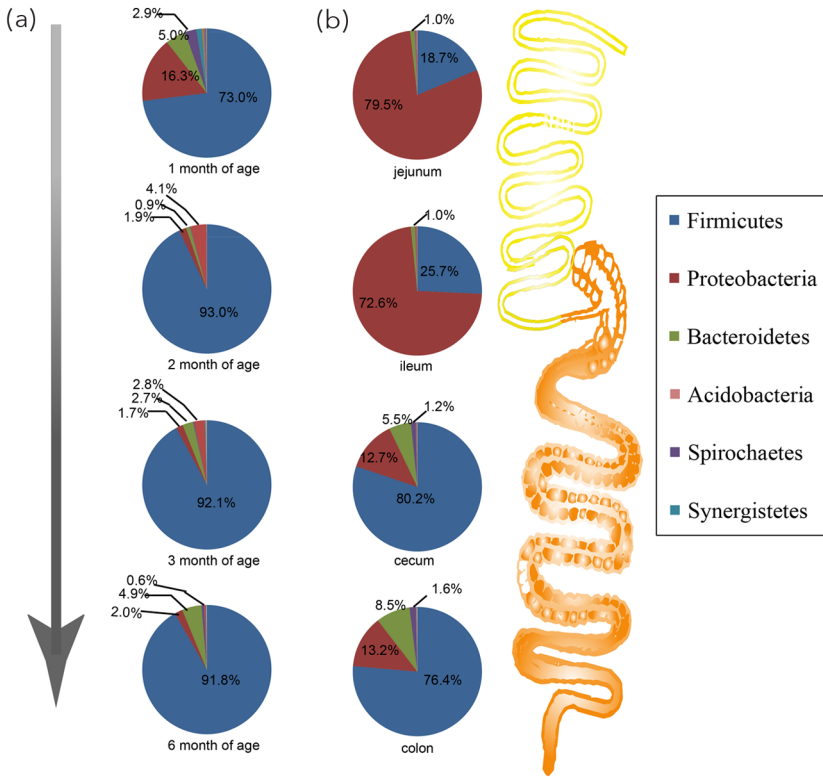 (a)
2.9%
5.0%
16.3%
73.0%
1 month of age
4.1%
0.9%
1.9%
93.0%
2 month of age
2.8%
2.7%
1.7%
92.1%
3 month of age
0.6%
4.9%
2.0%
91.8%
6 month of age
(b)
1.0%
18.7%
79.5%
jejunum
1.0%
25.7%
72.6%
ileum
1.2%
5.5%
12.7%
80.2%
cecum
1.6%
8.5%
13.2%
76.4%
colon
Firmicutes
Proteobacteria
Bacteroidetes
Acidobacteria
Spirochaetes
Synergistetes